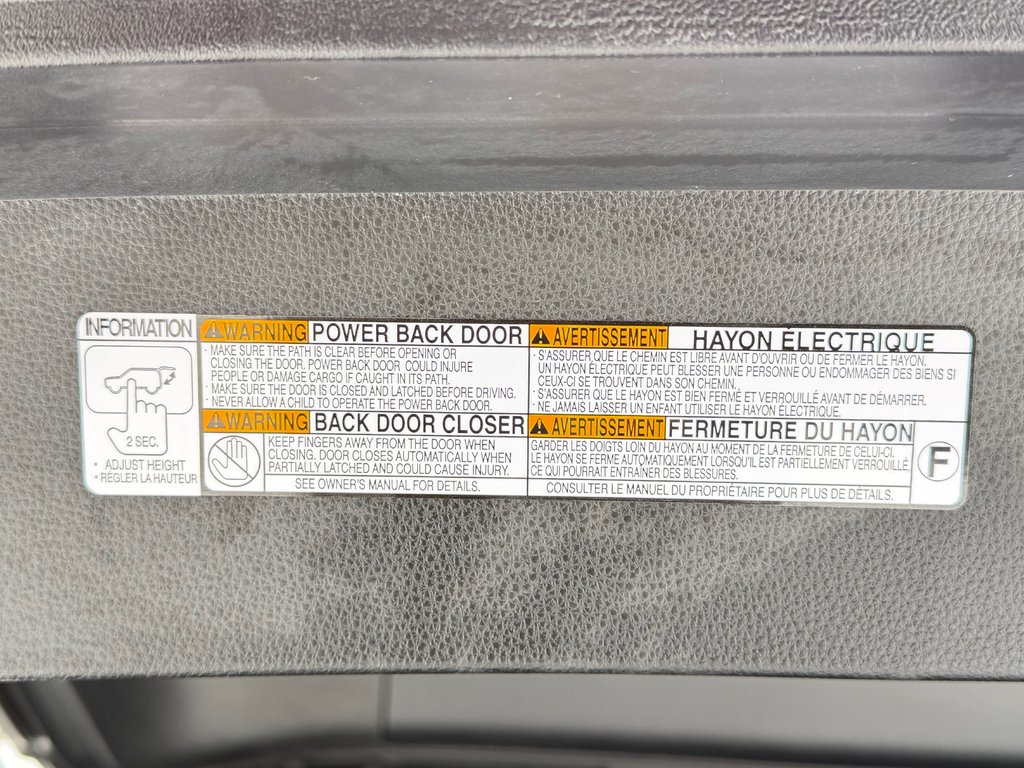 INFORMATION
2 SEC.
• ADJUST HEIGHT
• RÉGLER LA HAUTEUR
WARNING POWER BACK DOOR
· MAKE SURE THE PATH IS CLEAR BEFORE OPENING OR
CLOSING THE DOOR. POWER BACK DOOR COULD INJURE
PEOPLE OR DAMAGE CARGO IF CAUGHT IN ITS PATH.
· MAKE SURE THE DOOR IS CLOSED AND LATCHED BEFORE DRIVING.
· NEVER ALLOW A CHILD TO OPERATE THE POWER BACK DOOR.
WARNING BACK DOOR CLOSER
KEEP FINGERS AWAY FROM THE DOOR WHEN
CLOSING. DOOR CLOSES AUTOMATICALLY WHEN
PARTIALLY LATCHED AND COULD CAUSE INJURY.
SEE OWNER'S MANUAL FOR DETAILS.
AVERTISSEMENT HAYON ÉLECTRIQUE
· S'ASSURER QUE LE CHEMIN EST LIBRE AVANT D'OUVRIR OU DE FERMER LE HAYON.
UN HAYON ÉLECTRIQUE PEUT BLESSER UNE PERSONNE OU ENDOMMAGER DES BIENS SI
CEUX-CI SE TROUVENT DANS SON CHEMIN.
· S'ASSURER QUE LE HAYON EST BIEN FERMÉ ET VERROUILLÉ AVANT DE DÉMARRER.
· NE JAMAIS LAISSER UN ENFANT UTILISER LE HAYON ÉLECTRIQUE.
AVERTISSEMENT FERMETURE DU HAYON
GARDER LES DOIGTS LOIN DU HAYON AU MOMENT DE LA FERMETURE DE CELUI-CI.
LE HAYON SE FERME AUTOMATIQUEMENT LORSQU'IL EST PARTIELLEMENT VERROUILLÉ
CE QUI POURRAIT ENTRAINER DES BLESSURES.
CONSULTER LE MANUEL DU PROPRIÉTAIRE POUR PLUS DE DÉTAILS.
F